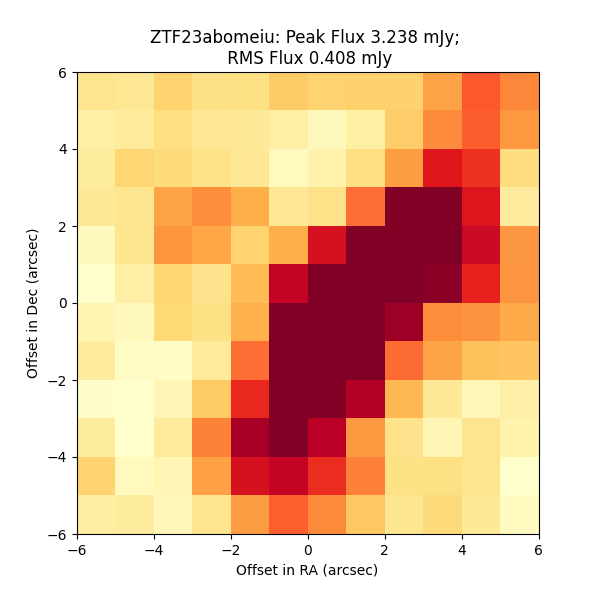 ZTF23abomeiu: Peak Flux 3.238 mJy;
RMS Flux 0.408 mJy
6
4
2
0
−2
−4
−6
Offset in Dec (arcsec)
−6 −4 −2 0 2 4 6
Offset in RA (arcsec)